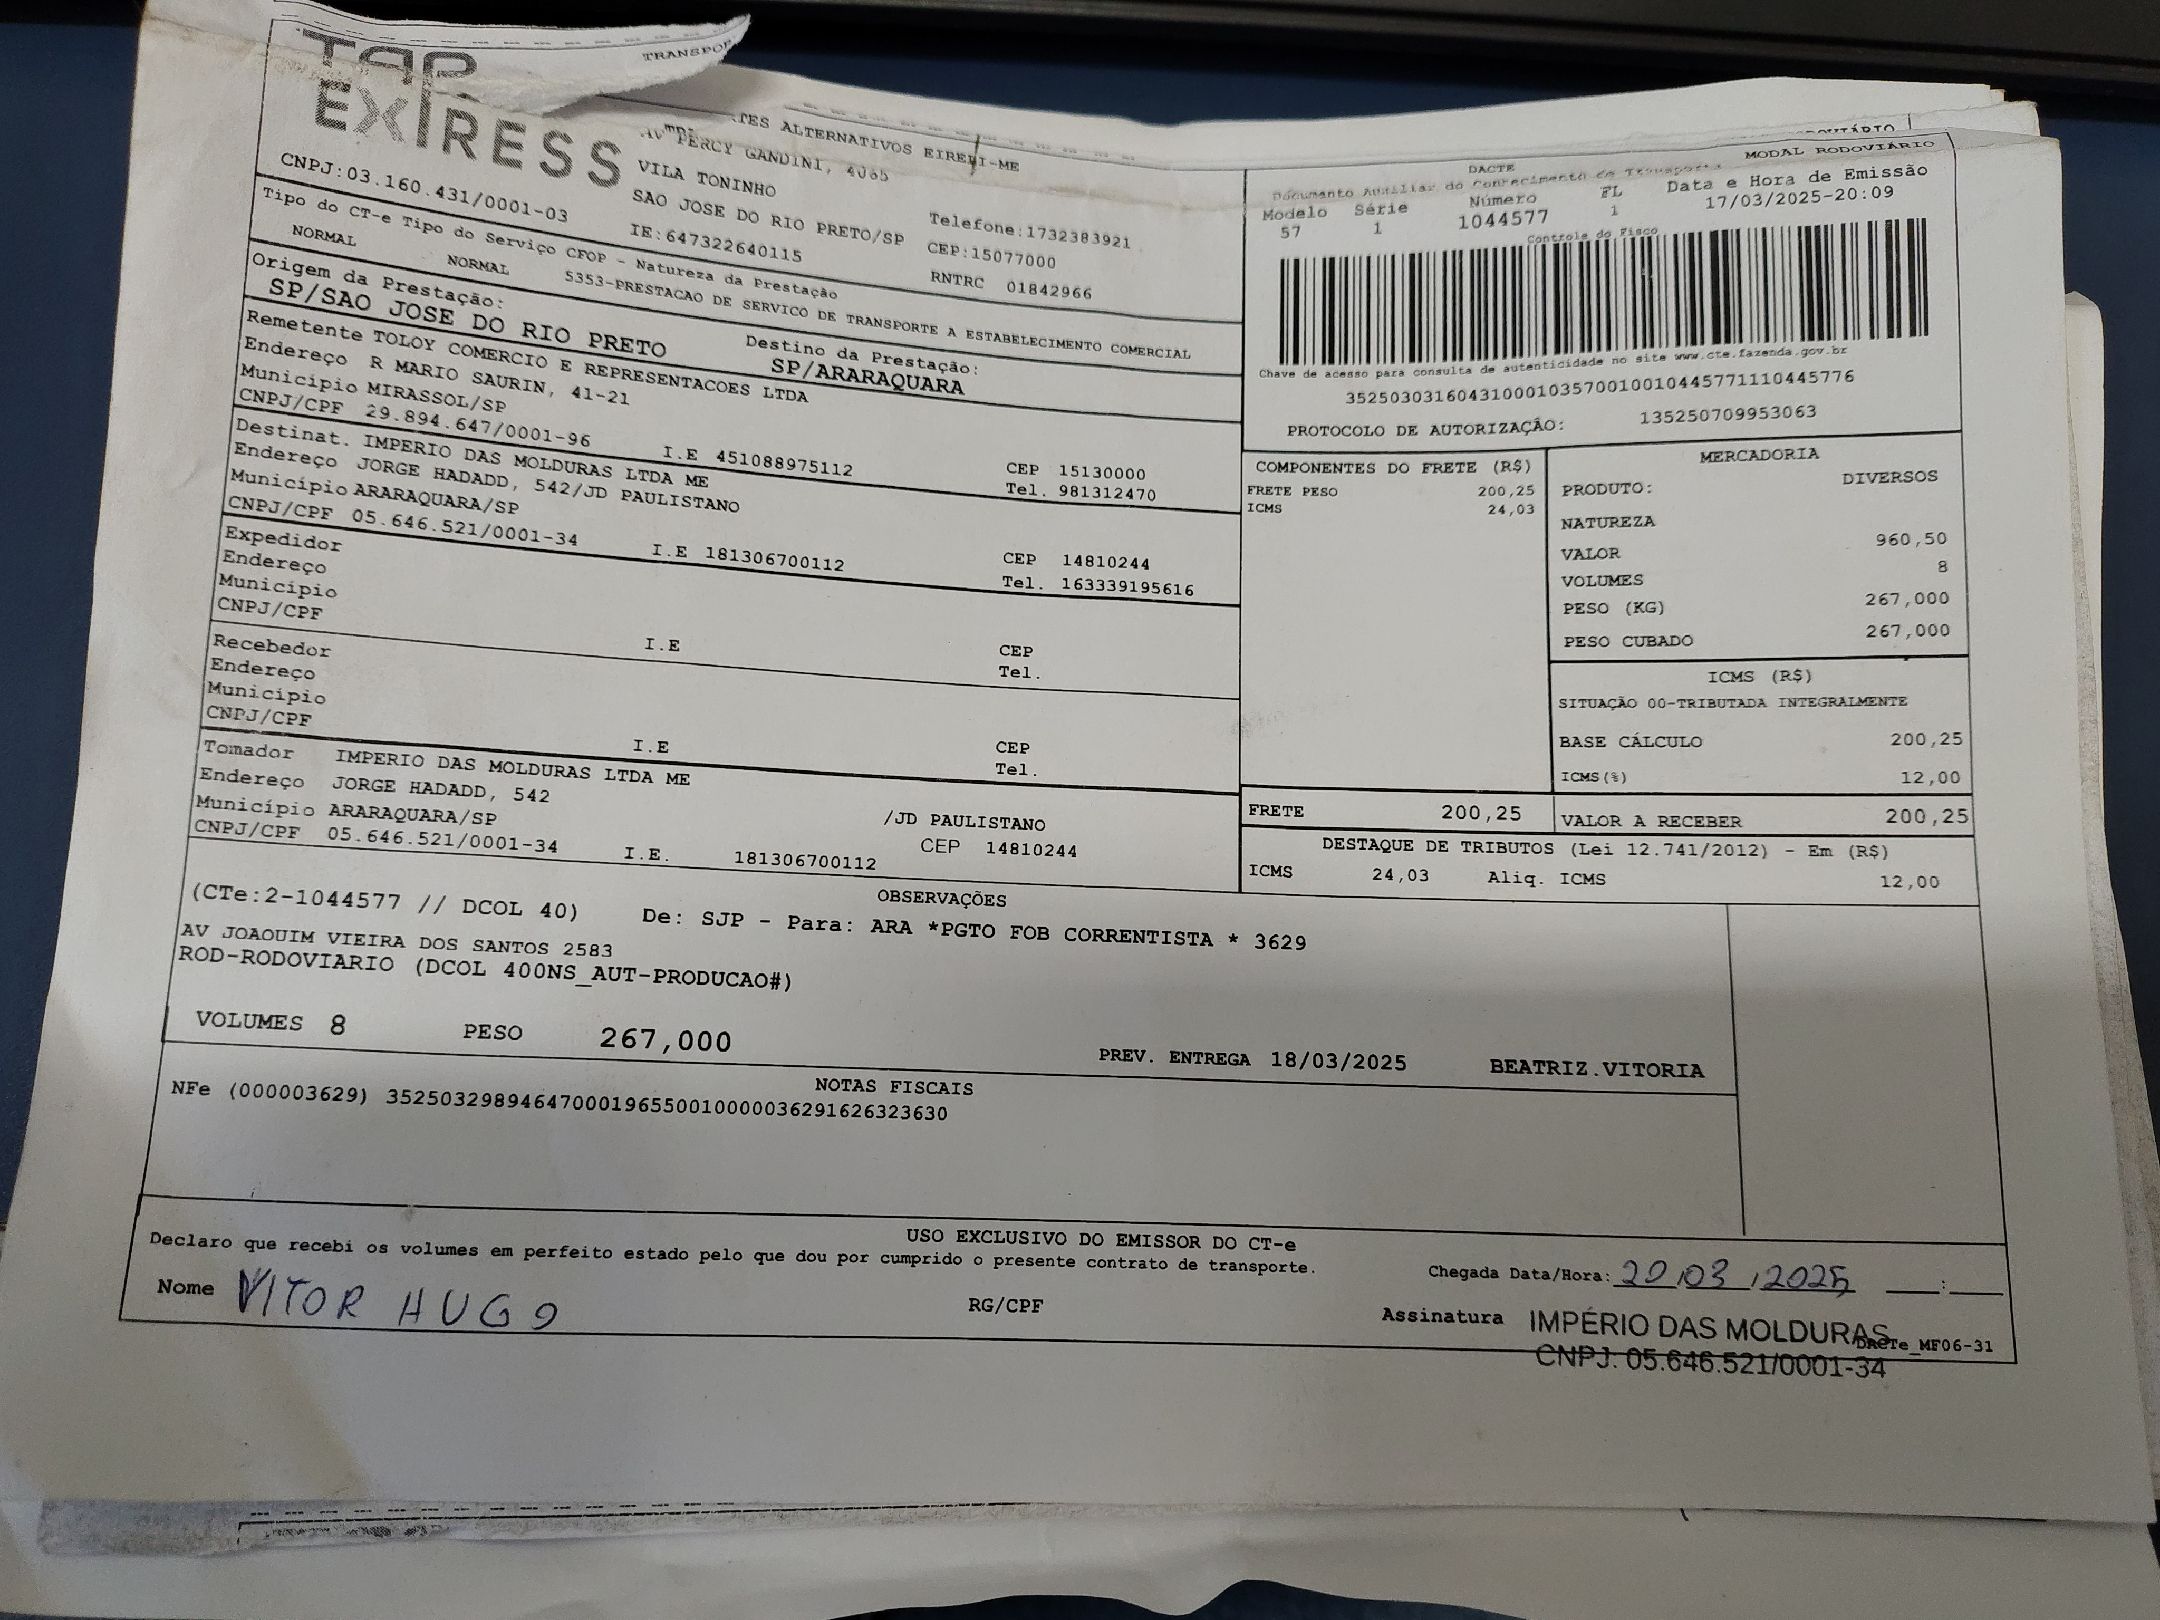 TRANSPOR
TAP
EXPRESS
TES ALTERNATIVOS EIRELI-ME
PERCY GANDINI, 4065
VILA TONINHO
SAO JOSE DO RIO PRETO/SP
IE:647322640115
CNPJ:03.160.431/0001-03
Telefone:1732383921
CEP:15077000
RNTRC 01842966
DACTE
MODAL RODOVIÁRIO
Documento Auxiliar do Conhecimento de Transporte
Modelo Série Número FL Data e Hora de Emissão
57 1 1044577 1 17/03/2025-20:09
Controle do Fisco
Chave de acesso para consulta de autenticidade no site www.cte.fazenda.gov.br
35250303160431000103570010010445771110445776
PROTOCOLO DE AUTORIZAÇÃO: 135250709953063
Tipo do CT-e Tipo do Serviço CFOP - Natureza da Prestação
NORMAL NORMAL 5353-PRESTACAO DE SERVICO DE TRANSPORTE A ESTABELECIMENTO COMERCIAL
Origem da Prestação: Destino da Prestação:
SP/SAO JOSE DO RIO PRETO SP/ARARAQUARA
Remetente TOLOY COMERCIO E REPRESENTACOES LTDA
Endereço R MARIO SAURIN, 41-21
Município MIRASSOL/SP CEP 15130000
CNPJ/CPF 29.894.647/0001-96 I.E 451088975112 Tel. 981312470
Destinat. IMPERIO DAS MOLDURAS LTDA ME
Endereço JORGE HADADD, 542/JD PAULISTANO
Município ARARAQUARA/SP CEP 14810244
CNPJ/CPF 05.646.521/0001-34 I.E 181306700112 Tel. 163339195616
Expedidor
Endereço
Município CEP
CNPJ/CPF I.E Tel.
Recebedor
Endereço
Município CEP
CNPJ/CPF I.E Tel.
Tomador IMPERIO DAS MOLDURAS LTDA ME
Endereço JORGE HADADD, 542 /JD PAULISTANO
Município ARARAQUARA/SP CEP 14810244
CNPJ/CPF 05.646.521/0001-34 I.E. 181306700112
COMPONENTES DO FRETE (R$)
FRETE PESO 200,25
ICMS 24,03
MERCADORIA
PRODUTO: DIVERSOS
NATUREZA
VALOR 960,50
VOLUMES 8
PESO (KG) 267,000
PESO CUBADO 267,000
ICMS (R$)
SITUAÇÃO 00-TRIBUTADA INTEGRALMENTE
BASE CÁLCULO 200,25
ICMS(%) 12,00
FRETE 200,25 VALOR A RECEBER 200,25
DESTAQUE DE TRIBUTOS (Lei 12.741/2012) - Em (R$)
ICMS 24,03 Aliq. ICMS 12,00
OBSERVAÇÕES
(CTe:2-1044577 // DCOL 40) De: SJP - Para: ARA *PGTO FOB CORRENTISTA * 3629
AV JOAQUIM VIEIRA DOS SANTOS 2583
ROD-RODOVIARIO (DCOL 400NS_AUT-PRODUCAO#)
VOLUMES 8 PESO 267,000 PREV. ENTREGA 18/03/2025 BEATRIZ.VITORIA
NOTAS FISCAIS
NFe (000003629) 35250329894647000196550010000036291626323630
USO EXCLUSIVO DO EMISSOR DO CT-e
Declaro que recebi os volumes em perfeito estado pelo que dou por cumprido o presente contrato de transporte.
Chegada Data/Hora: 20/03/2025 :
Nome VITOR HUGO RG/CPF Assinatura IMPÉRIO DAS MOLDURAS
DACTe_MF06-31
CNPJ: 05.646.521/0001-34